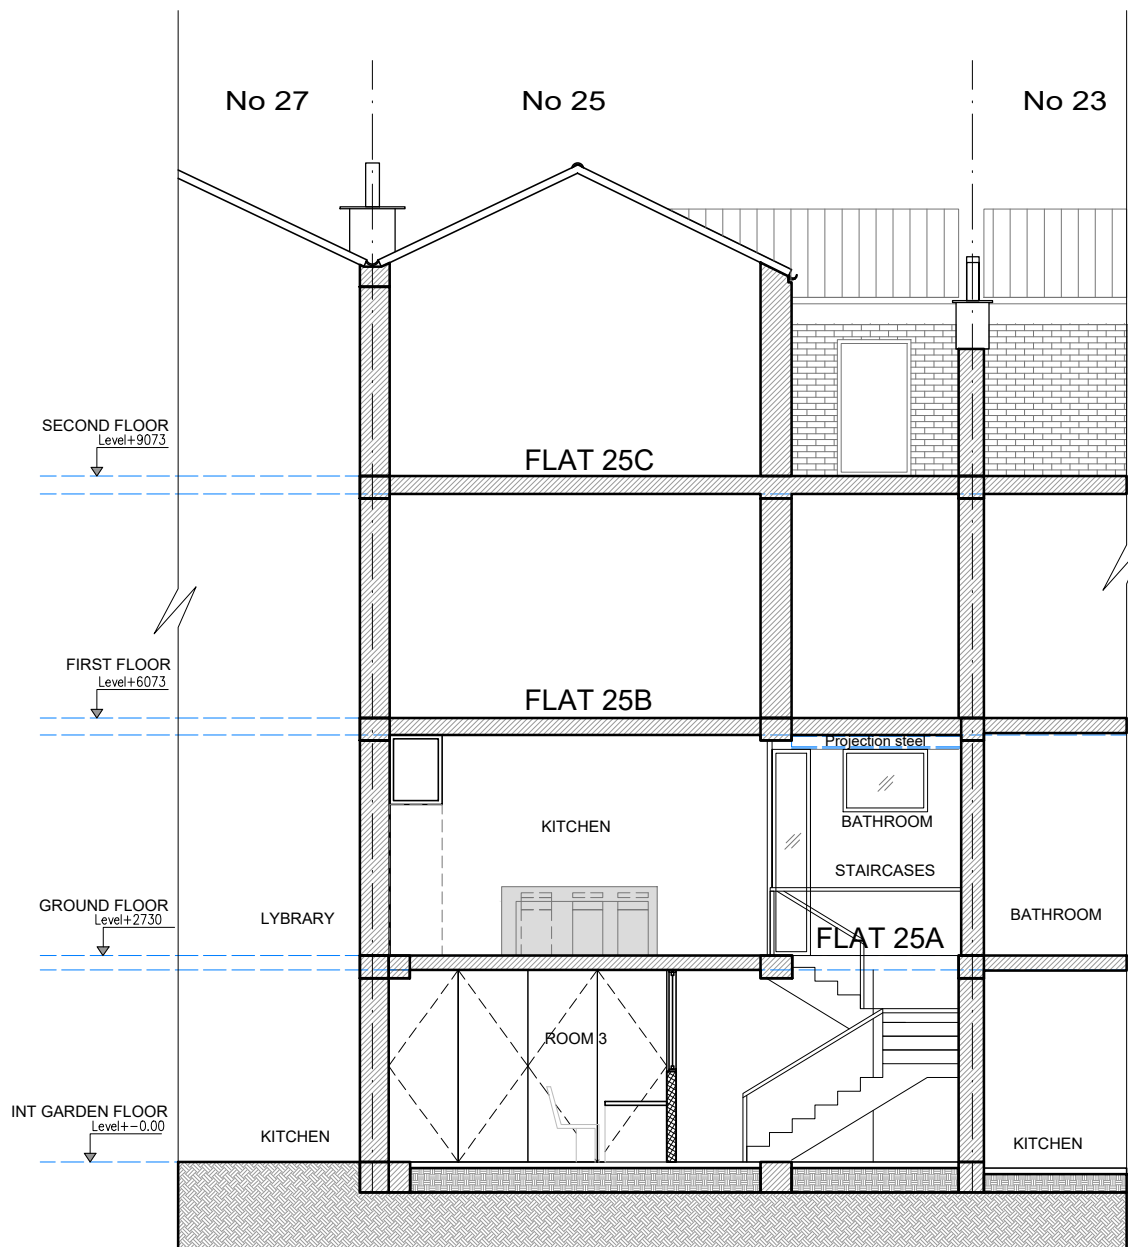 No 27
No 25
No 23
SECOND FLOOR
Level+9073
FLAT 25C
FIRST FLOOR
Level+6073
FLAT 25B
Projection steel
BATHROOM
KITCHEN
STAIRCASES
GROUND FLOOR
Level+2730
LYBRARY
BATHROOM
FLAT 25A
ROOM 3
INT GARDEN FLOOR
Level+-0.00
KITCHEN
KITCHEN